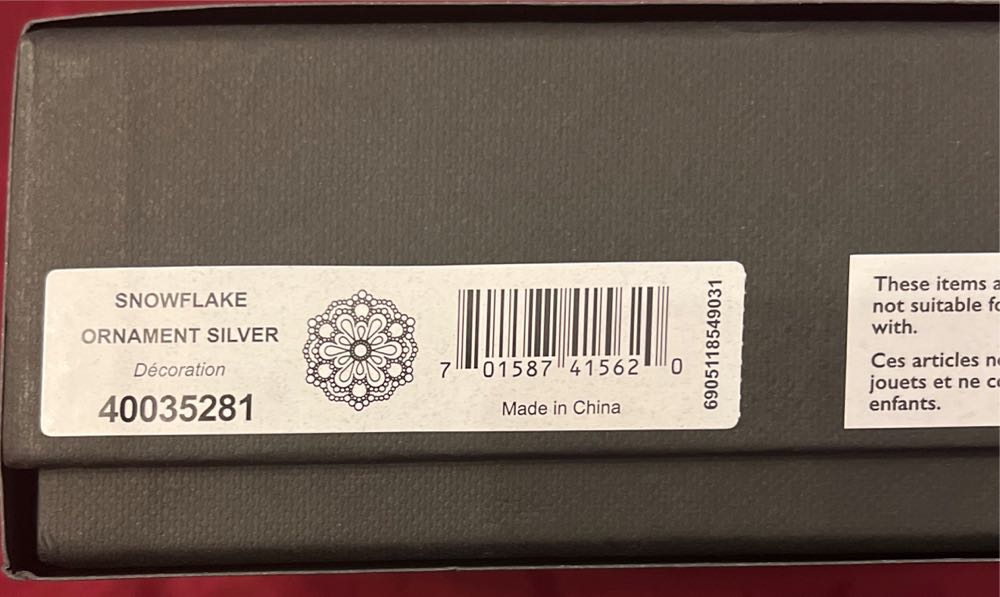 SNOWFLAKE
ORNAMENT SILVER
Décoration
40035281
7 01587 41562 0
Made in China
6905118549031
These items
not suitable
with.
Ces articles
jouets et ne
enfants.